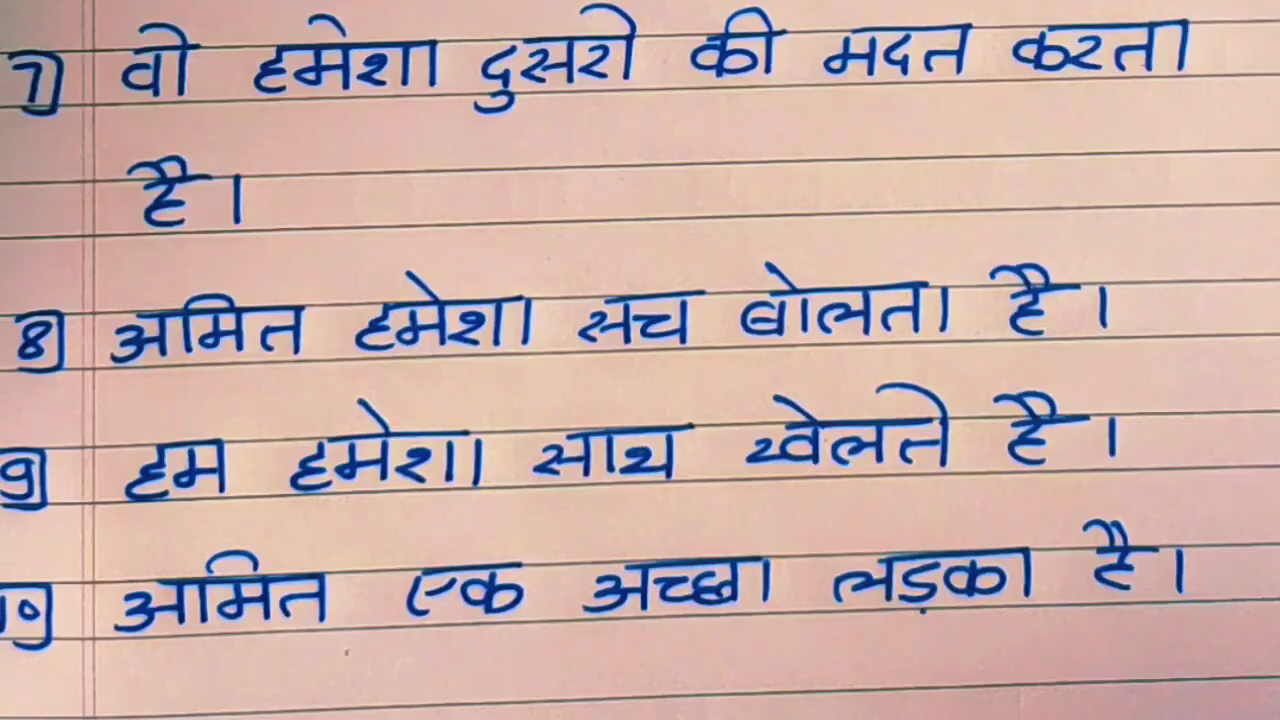 7) वो हमेशा दुसरो की मदत करता
है।
8) अमित हमेशा सच बोलता है।
9) हम हमेशा साथ खेलते है।
10) अमित एक अच्छा लड़का है।